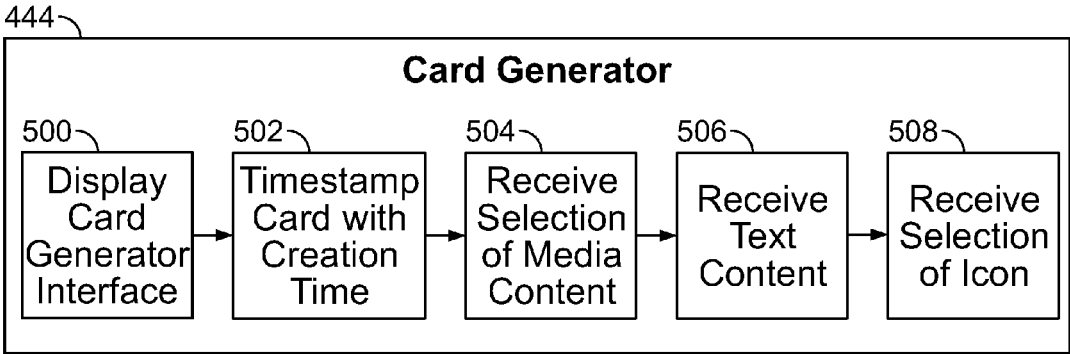 444
Card Generator
500
Display
Card
Generator
Interface
502
Timestamp
Card with
Creation
Time
504
Receive
Selection
of Media
Content
506
Receive
Text
Content
508
Receive
Selection
of Icon